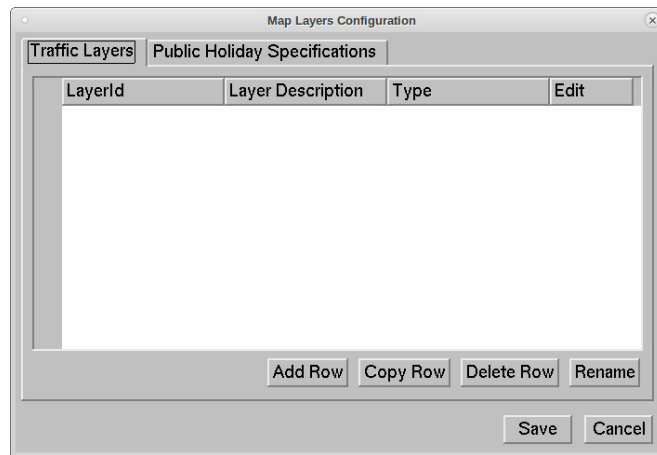 Map Layers Configuration
Traffic Layers Public Holiday Specifications
LayerId Layer Description Type Edit
Add Row Copy Row Delete Row Rename
Save Cancel